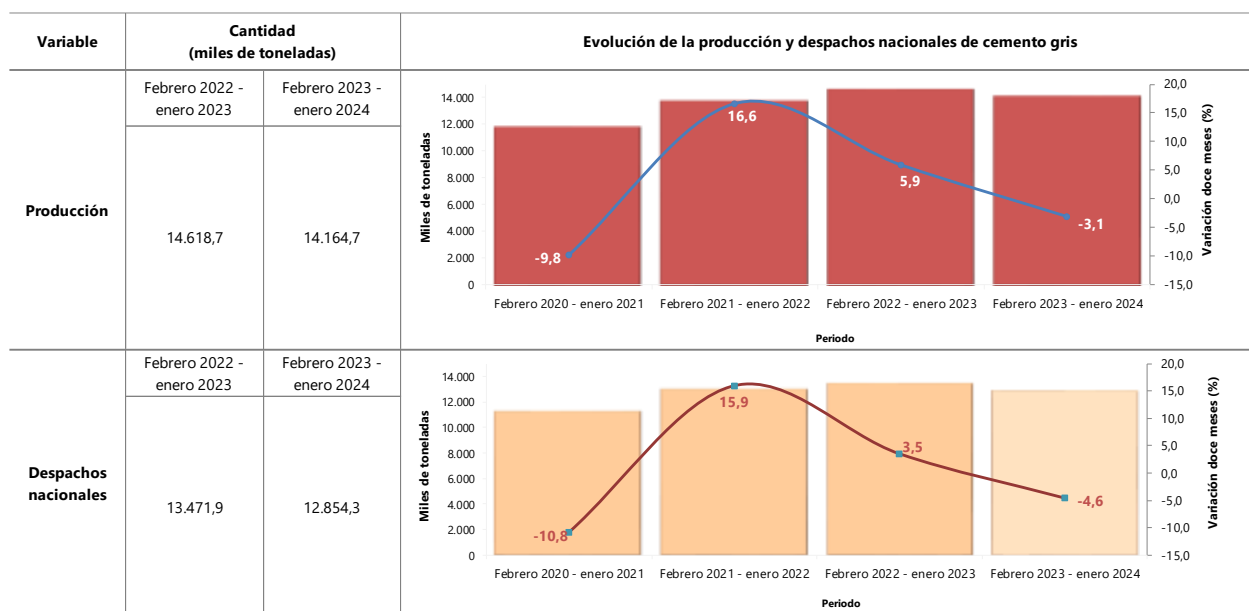 Variable
Cantidad
(miles de toneladas)
Evolución de la producción y despachos nacionales de cemento gris
Producción
Febrero 2022 -
enero 2023
Febrero 2023 -
enero 2024
14.618,7
14.164,7
Miles de toneladas
14.000
12.000
10.000
8.000
6.000
4.000
2.000
0
-9,8
16,6
5,9
-3,1
20,0
15,0
10,0
5,0
0,0
-5,0
-10,0
-15,0
Variación doce meses (%)
Febrero 2020 - enero 2021
Febrero 2021 - enero 2022
Febrero 2022 - enero 2023
Febrero 2023 - enero 2024
Periodo
Despachos
nacionales
Febrero 2022 -
enero 2023
Febrero 2023 -
enero 2024
13.471,9
12.854,3
Miles de toneladas
14.000
12.000
10.000
8.000
6.000
4.000
2.000
0
-10,8
15,9
3,5
-4,6
20,0
15,0
10,0
5,0
0,0
-5,0
-10,0
-15,0
Variación doce meses (%)
Febrero 2020 - enero 2021
Febrero 2021 - enero 2022
Febrero 2022 - enero 2023
Febrero 2023 - enero 2024
Periodo